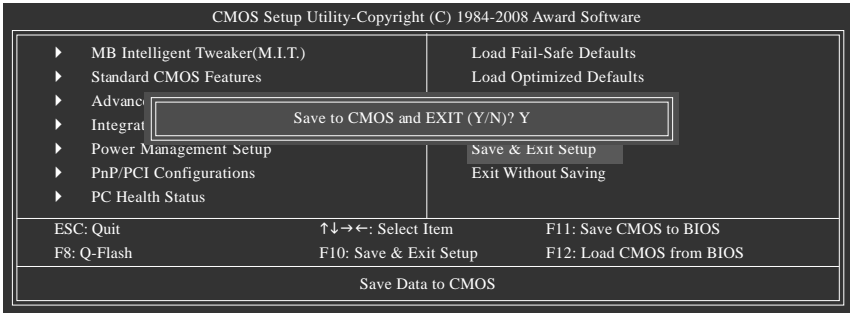 CMOS Setup Utility-Copyright (C) 1984-2008 Award Software
MB Intelligent Tweaker(M.I.T.) Load Fail-Safe Defaults
Standard CMOS Features Load Optimized Defaults
Save to CMOS and EXIT (Y/N)? Y
Power Management Setup Save & Exit Setup
PnP/PCI Configurations Exit Without Saving
PC Health Status
ESC: Quit ↑↓→←: Select Item F11: Save CMOS to BIOS
F8: Q-Flash F10: Save & Exit Setup F12: Load CMOS from BIOS
Save Data to CMOS